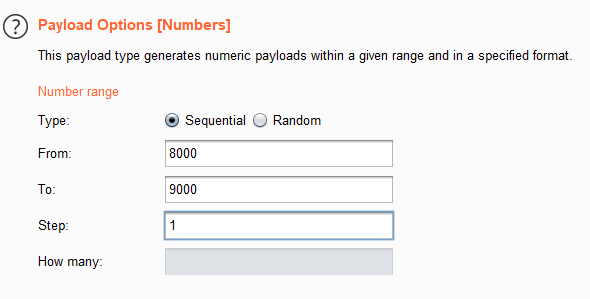 ? Payload Options [Numbers]
This payload type generates numeric payloads within a given range and in a specified format.
Number range
Type: Sequential Random
From: 8000
To: 9000
Step: 1
How many: